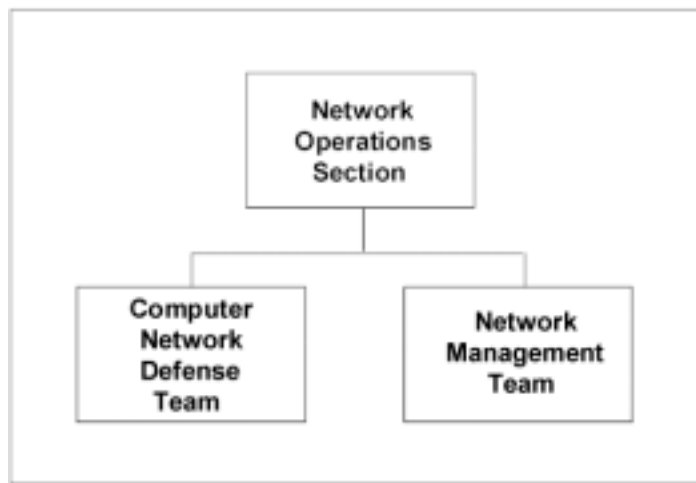 Network
Operations
Section
Computer
Network
Defense
Team
Network
Management
Team